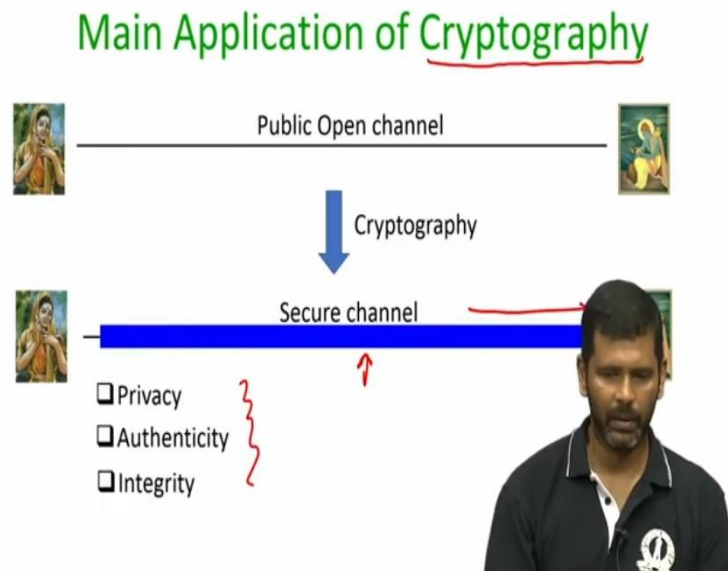 Main Application of Cryptography
Public Open channel
Cryptography
Secure channel
Privacy
Authenticity
Integrity